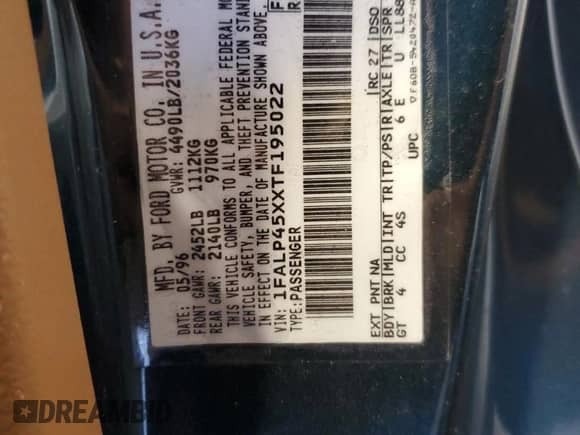 MFD. BY FORD MOTOR CO. IN U.S.A.
DATE: 05/96
GVWR: 4490LB/2036KG
FRONT GAWR: 2452LB 1112KG
REAR GAWR: 2140LB 970KG
THIS VEHICLE CONFORMS TO ALL APPLICABLE FEDERAL MO
VEHICLE SAFETY, BUMPER, AND THEFT PREVENTION STAN
IN EFFECT ON THE DATE OF MANUFACTURE SHOWN ABOV
VIN: 1FALP45XXTF195022
TYPE: PASSENGER
F
R
EXT PNT NA
RC 27 DSO
BDY BRK MLD INT TR TP/PS R AXLE TR SPR
GT 4 CC 4S 6 E U LL88
UPC
DREAMBID